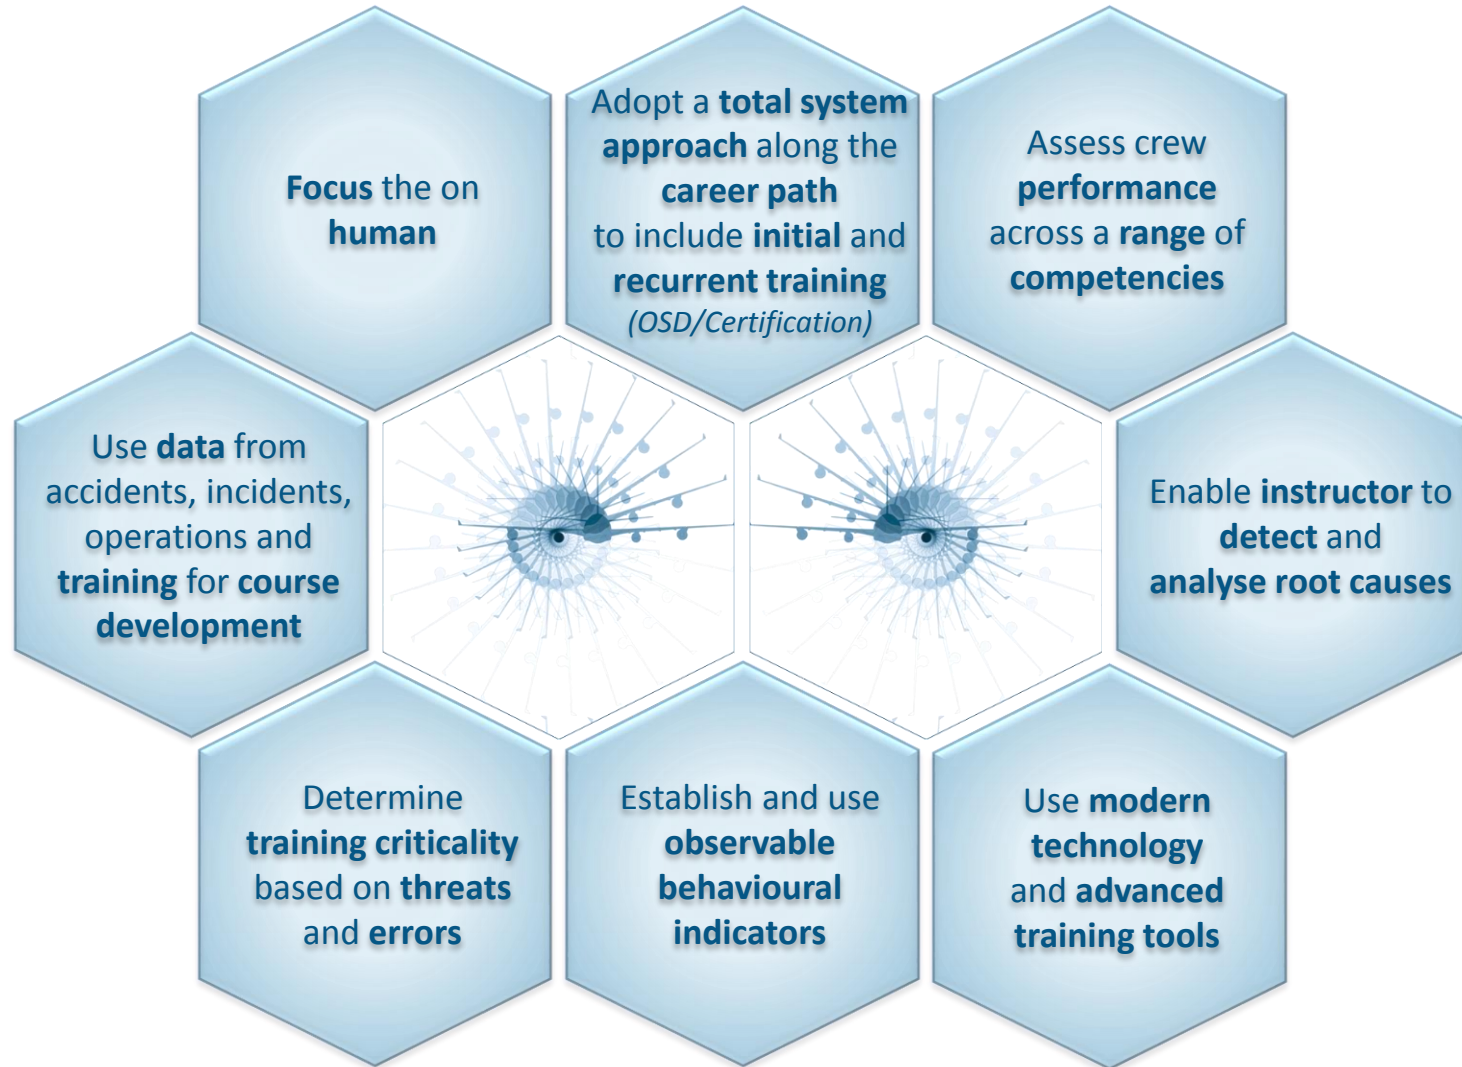 Focus the on
human
Adopt a total system
approach along the
career path
to include initial and
recurrent training
(OSD/Certification)
Assess crew
performance
across a range of
competencies
Use data from
accidents, incidents,
operations and
training for course
development
Enable instructor to
detect and
analyse root causes
Determine
training criticality
based on threats
and errors
Establish and use
observable
behavioural
indicators
Use modern
technology
and advanced
training tools